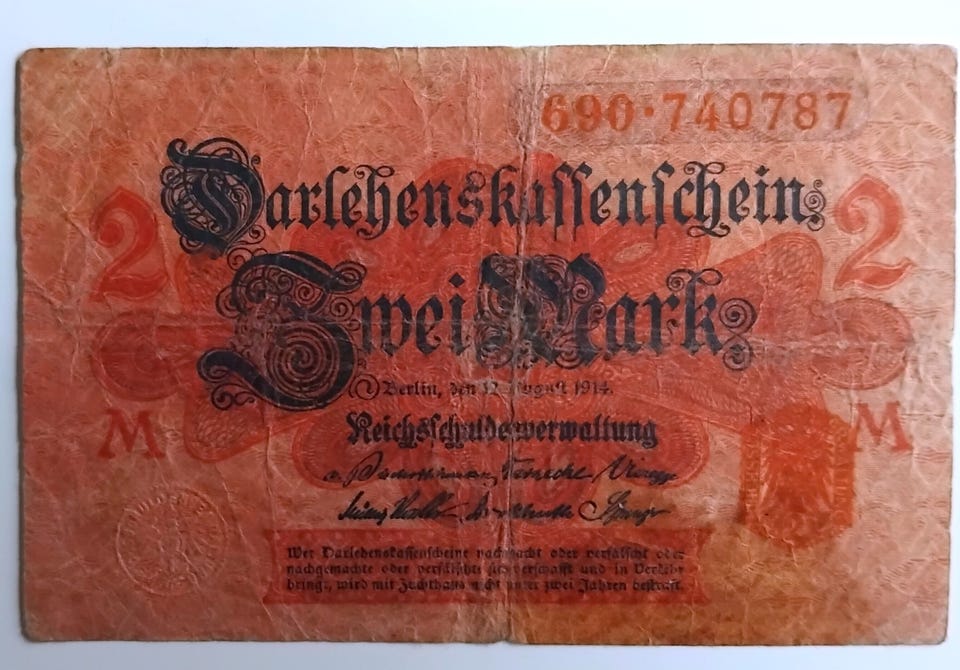 690·740787
Darlehenskassenschein
2 2
Zwei Mark
Berlin, den 12. August 1914.
Reichsschuldenverwaltung
M M
Wer Darlehenskassenscheine nachmacht oder verfälscht oder
nachgemachte oder verfälschte sich verschafft und in Verkehr
bringt, wird mit Zuchthaus nicht unter zwei Jahren bestraft.